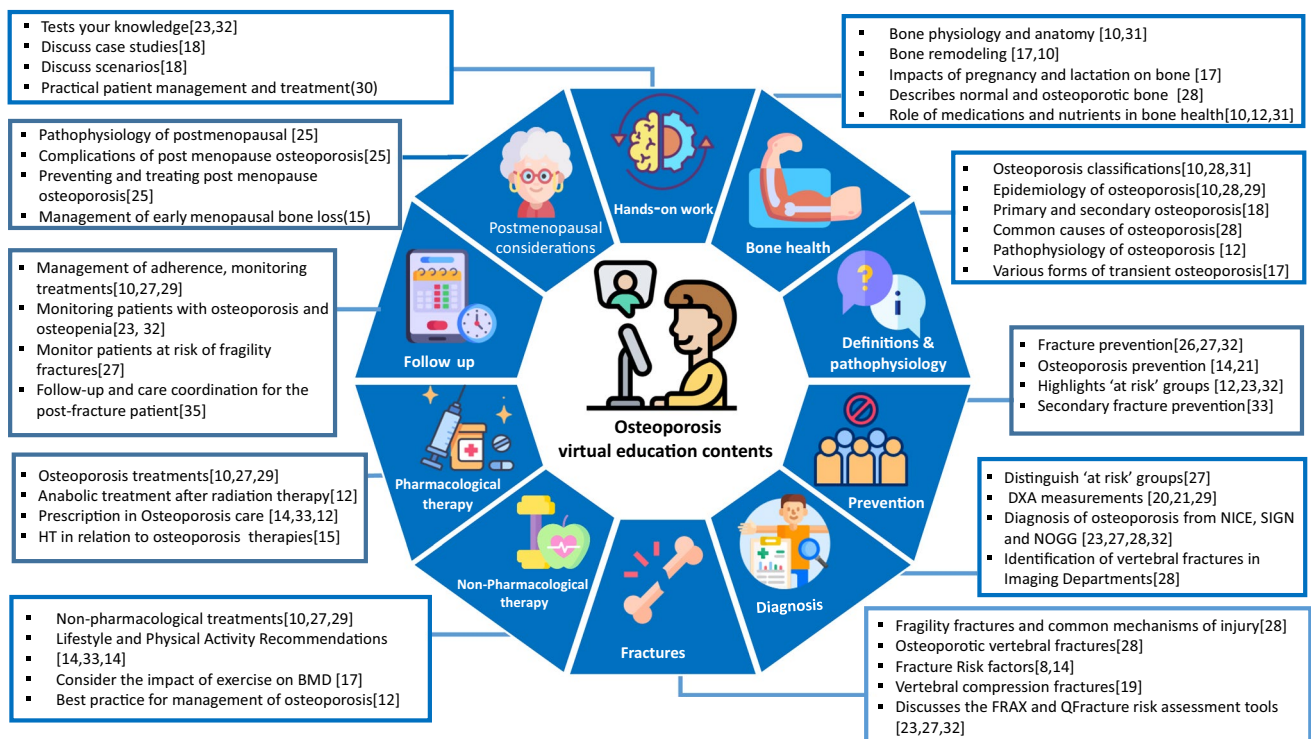 Tests your knowledge[23,32]
Discuss case studies[18]
Discuss scenarios[18]
Practical patient management and treatment(30)
Pathophysiology of postmenopausal [25]
Complications of post menopause osteoporosis[25]
Preventing and treating post menopause
osteoporosis[25]
Management of early menopausal bone loss(15)
Management of adherence, monitoring
treatments[10,27,29]
Monitoring patients with osteoporosis and
osteopenia[23, 32]
Monitor patients at risk of fragility
fractures[27]
Follow-up and care coordination for the
post-fracture patient[35]
Osteoporosis treatments[10,27,29]
Anabolic treatment after radiation therapy[12]
Prescription in Osteoporosis care [14,33,12]
HT in relation to osteoporosis therapies[15]
Non-pharmacological treatments[10,27,29]
Lifestyle and Physical Activity Recommendations
[14,33,14]
Consider the impact of exercise on BMD [17]
Best practice for management of osteoporosis[12]
Hands-on work
Bone health
Definitions &
pathophysiology
Prevention
Diagnosis
Fractures
Non-Pharmacological
therapy
Pharmacological
therapy
Follow up
Postmenopausal
considerations
?
i
Osteoporosis
virtual education contents
Bone physiology and anatomy [10,31]
Bone remodeling [17,10]
Impacts of pregnancy and lactation on bone [17]
Describes normal and osteoporotic bone [28]
Role of medications and nutrients in bone health[10,12,31]
Osteoporosis classifications[10,28,31]
Epidemiology of osteoporosis[10,28,29]
Primary and secondary osteoporosis[18]
Common causes of osteoporosis[28]
Pathophysiology of osteoporosis [12]
Various forms of transient osteoporosis[17]
Fracture prevention[26,27,32]
Osteoporosis prevention [14,21]
Highlights ‘at risk’ groups [12,23,32]
Secondary fracture prevention[33]
Distinguish ‘at risk’ groups[27]
DXA measurements [20,21,29]
Diagnosis of osteoporosis from NICE, SIGN
and NOGG [23,27,28,32]
Identification of vertebral fractures in
Imaging Departments[28]
Fragility fractures and common mechanisms of injury[28]
Osteoporotic vertebral fractures[28]
Fracture Risk factors[8,14]
Vertebral compression fractures[19]
Discusses the FRAX and QFracture risk assessment tools
[23,27,32]